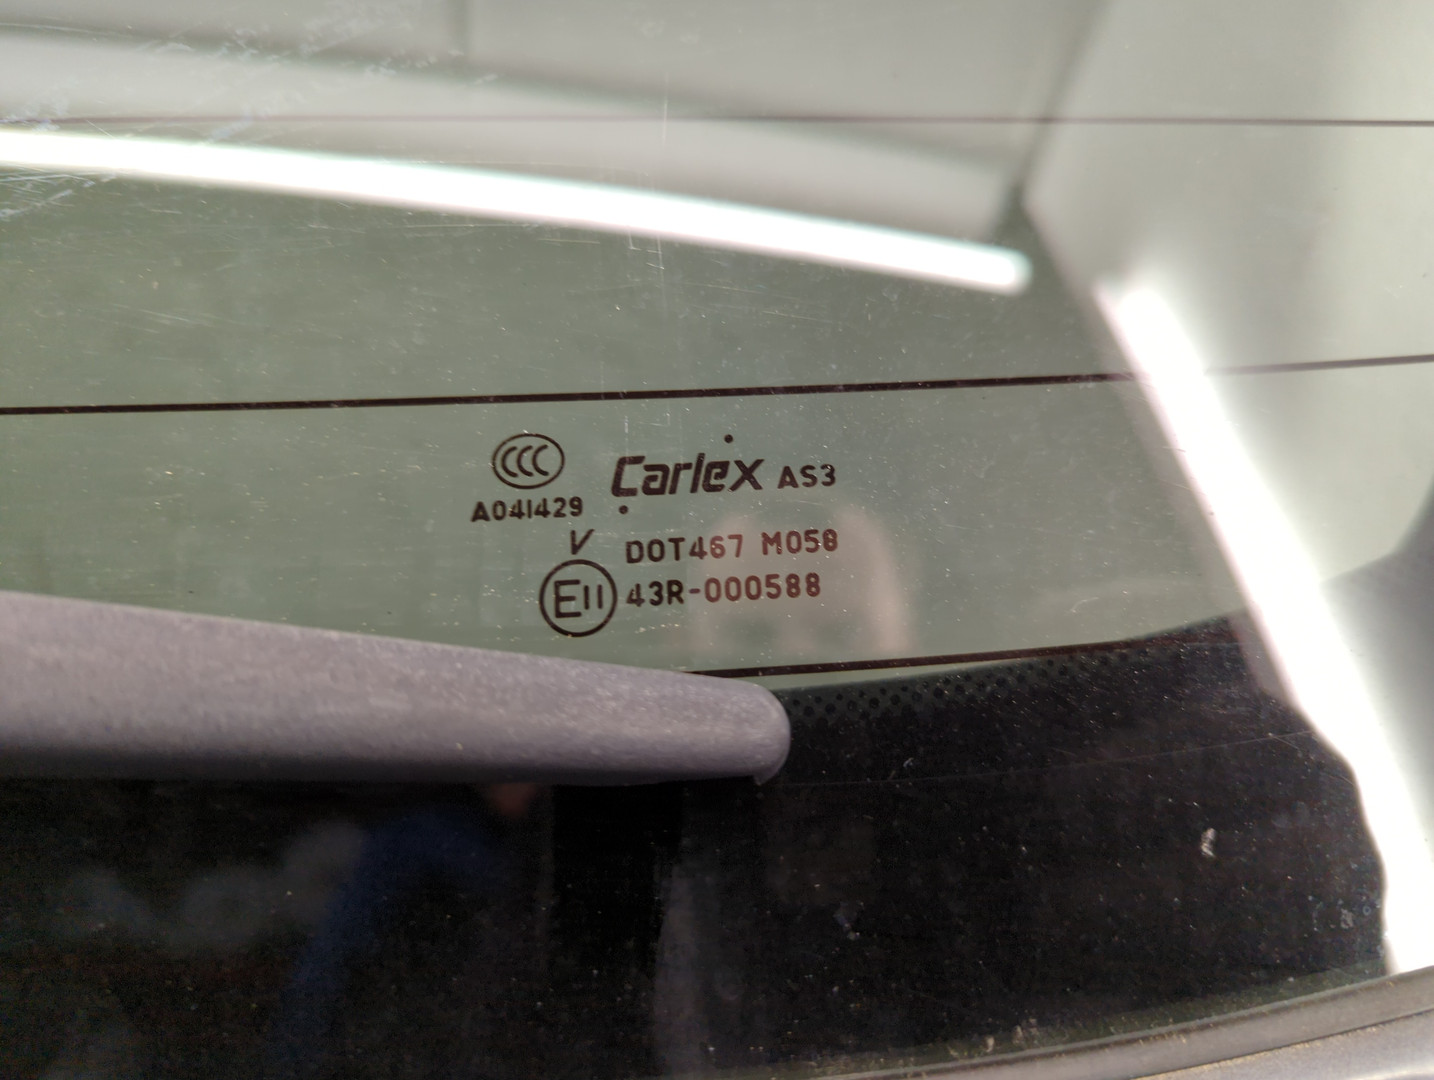 CCC Carlex AS3
A041429
V DOT467 M058
E11 43R-000588